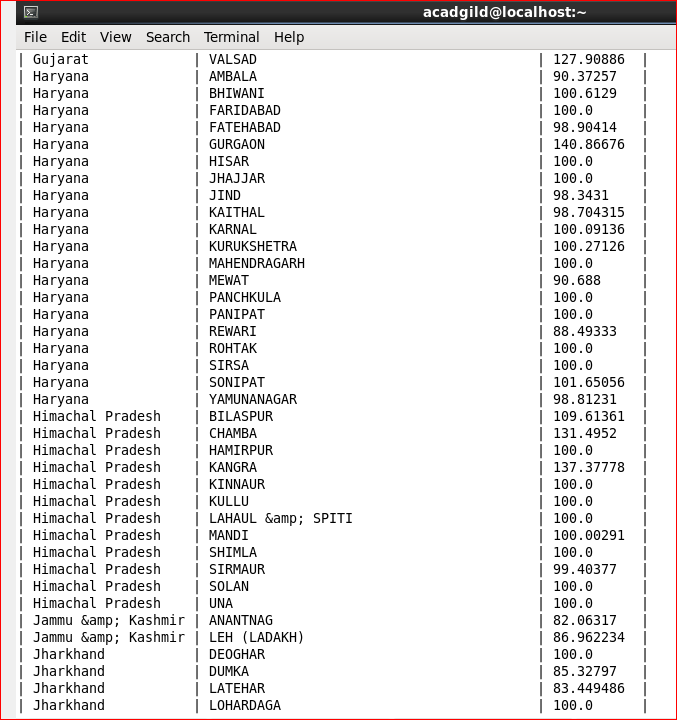 acadgild@localhost:~
File Edit View Search Terminal Help
| Gujarat | VALSAD | 127.90886 |
| Haryana | AMBALA | 90.37257 |
| Haryana | BHIWANI | 100.6129 |
| Haryana | FARIDABAD | 100.0 |
| Haryana | FATEHABAD | 98.90414 |
| Haryana | GURGAON | 140.86676 |
| Haryana | HISAR | 100.0 |
| Haryana | JHAJJAR | 100.0 |
| Haryana | JIND | 98.3431 |
| Haryana | KAITHAL | 98.704315 |
| Haryana | KARNAL | 100.09136 |
| Haryana | KURUKSHETRA | 100.27126 |
| Haryana | MAHENDRAGARH | 100.0 |
| Haryana | MEWAT | 90.688 |
| Haryana | PANCHKULA | 100.0 |
| Haryana | PANIPAT | 100.0 |
| Haryana | REWARI | 88.49333 |
| Haryana | ROHTAK | 100.0 |
| Haryana | SIRSA | 100.0 |
| Haryana | SONIPAT | 101.65056 |
| Haryana | YAMUNANAGAR | 98.81231 |
| Himachal Pradesh | BILASPUR | 109.61361 |
| Himachal Pradesh | CHAMBA | 131.4952 |
| Himachal Pradesh | HAMIRPUR | 100.0 |
| Himachal Pradesh | KANGRA | 137.37778 |
| Himachal Pradesh | KINNAUR | 100.0 |
| Himachal Pradesh | KULLU | 100.0 |
| Himachal Pradesh | LAHAUL &amp; SPITI | 100.0 |
| Himachal Pradesh | MANDI | 100.00291 |
| Himachal Pradesh | SHIMLA | 100.0 |
| Himachal Pradesh | SIRMAUR | 99.40377 |
| Himachal Pradesh | SOLAN | 100.0 |
| Himachal Pradesh | UNA | 100.0 |
| Jammu &amp; Kashmir | ANANTNAG | 82.06317 |
| Jammu &amp; Kashmir | LEH (LADAKH) | 86.962234 |
| Jharkhand | DEOGHAR | 100.0 |
| Jharkhand | DUMKA | 85.32797 |
| Jharkhand | LATEHAR | 83.449486 |
| Jharkhand | LOHARDAGA | 100.0 |